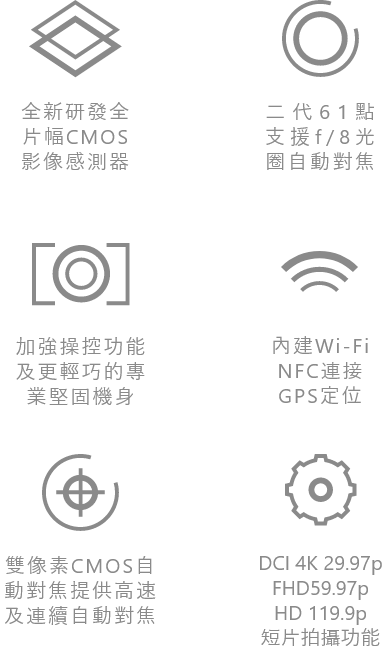 全新研發全
片幅CMOS
影像感測器
二代61點
支援f/8光
圈自動對焦
加強操控功能
及更輕巧的專
業堅固機身
內建Wi-Fi
NFC連接
GPS定位
雙像素CMOS自
動對焦提供高速
及連續自動對焦
DCI 4K 29.97p
FHD59.97p
HD 119.9p
短片拍攝功能